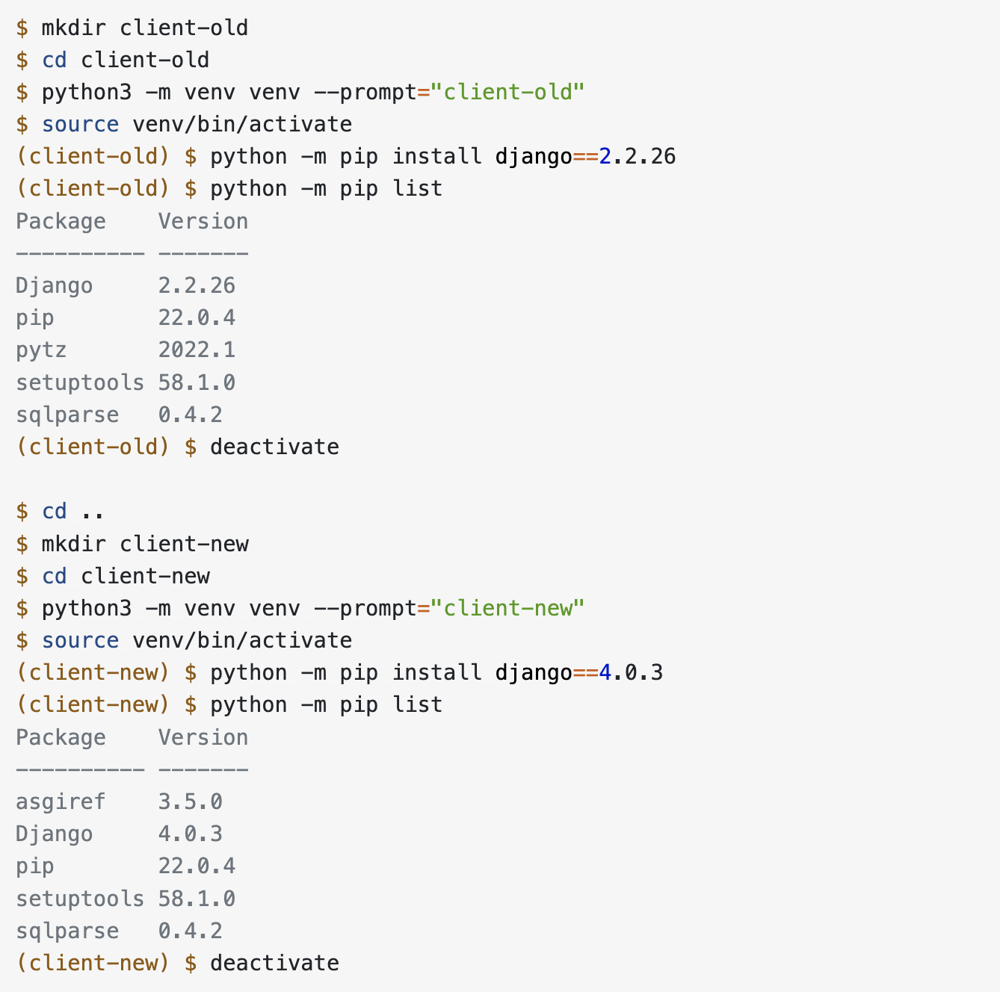 $ mkdir client-old
$ cd client-old
$ python3 -m venv venv --prompt="client-old"
$ source venv/bin/activate
(client-old) $ python -m pip install django==2.2.26
(client-old) $ python -m pip list
Package    Version
---------- -------
Django     2.2.26
pip        22.0.4
pytz       2022.1
setuptools 58.1.0
sqlparse   0.4.2
(client-old) $ deactivate

$ cd ..
$ mkdir client-new
$ cd client-new
$ python3 -m venv venv --prompt="client-new"
$ source venv/bin/activate
(client-new) $ python -m pip install django==4.0.3
(client-new) $ python -m pip list
Package    Version
---------- -------
asgiref    3.5.0
Django     4.0.3
pip        22.0.4
setuptools 58.1.0
sqlparse   0.4.2
(client-new) $ deactivate